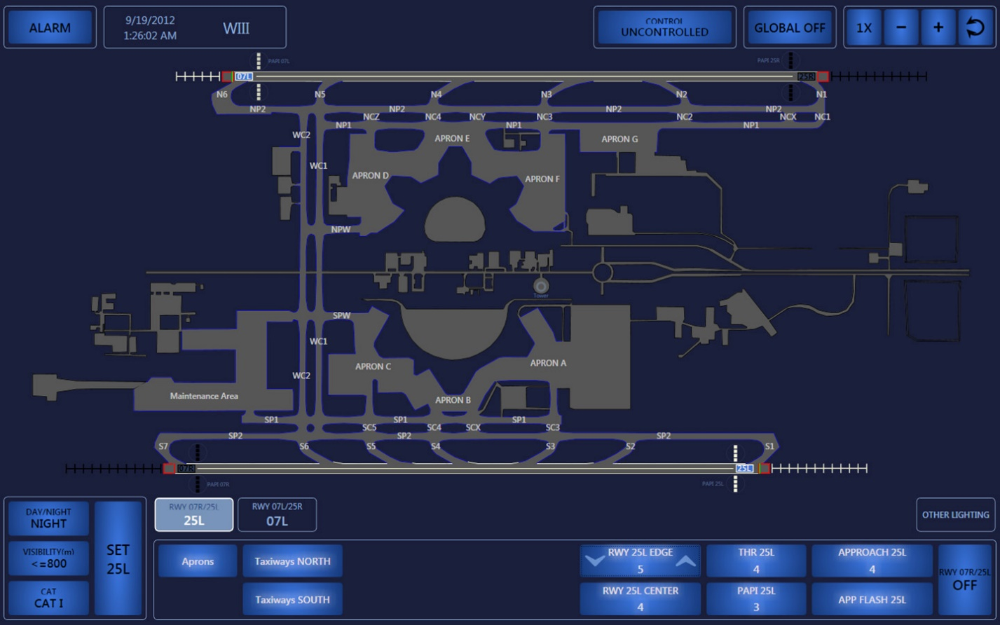 ALARM
9/19/2012
1:26:02 AM
WIII
CONTROL
UNCONTROLLED
GLOBAL OFF
1X
−
+
PAPI 07L
PAPI 25R
07L
25R
N6
N5
N4
N3
N2
N1
NP2
NP2
NP2
NP2
NCZ
NC4
NCY
NC3
NC2
NCX
NC1
NP1
NP1
NP1
WC2
APRON E
APRON G
WC1
APRON D
APRON F
NPW
Tower
SPW
WC1
APRON C
APRON A
WC2
Maintenance Area
APRON B
SP1
SP1
SP1
SC5
SC4
SCX
SC3
SP2
SP2
SP2
S7
S6
S5
S4
S3
S2
S1
07R
25L
PAPI 07R
PAPI 25L
DAY/NIGHT
NIGHT
VISIBILITY(m)
<=800
CAT
CAT I
SET
25L
RWY 07R/25L
25L
RWY 07L/25R
07L
OTHER LIGHTING
Aprons
Taxiways NORTH
Taxiways SOUTH
RWY 25L EDGE
5
THR 25L
4
APPROACH 25L
4
RWY 25L CENTER
4
PAPI 25L
3
APP FLASH 25L
RWY 07R/25L
OFF